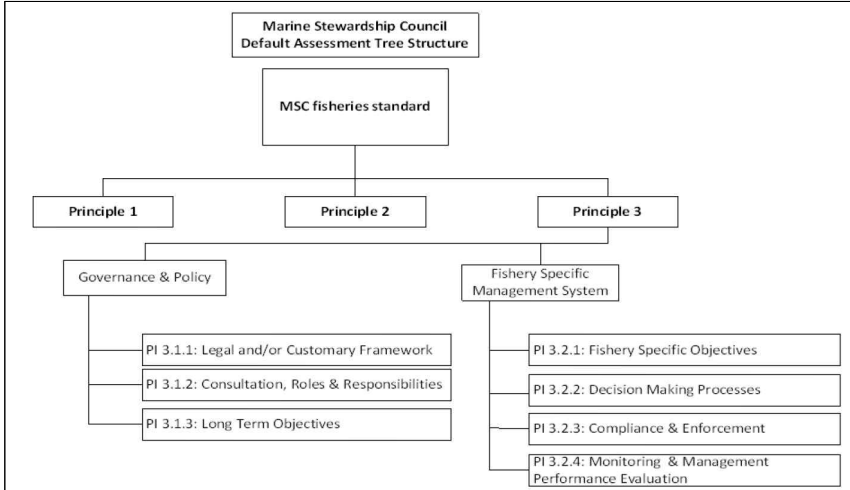 Marine Stewardship Council
Default Assessment Tree Structure
MSC fisheries standard
Principle 1
Principle 2
Principle 3
Governance & Policy
Fishery Specific
Management System
PI 3.1.1: Legal and/or Customary Framework
PI 3.1.2: Consultation, Roles & Responsibilities
PI 3.1.3: Long Term Objectives
PI 3.2.1: Fishery Specific Objectives
PI 3.2.2: Decision Making Processes
PI 3.2.3: Compliance & Enforcement
PI 3.2.4: Monitoring & Management
Performance Evaluation